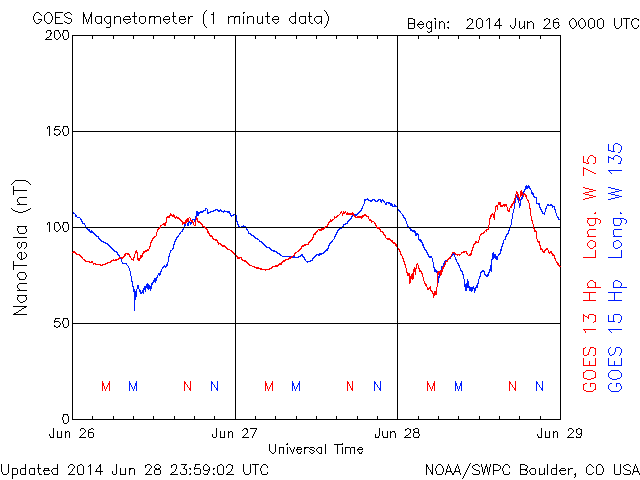 GOES Magnetometer (1 minute data)
Begin: 2014 Jun 26 0000 UTC
200
150
100
50
0
NanoTesla (nT)
M M N N M M N N M M N N
Jun 26 Jun 27 Jun 28 Jun 29
Universal Time
GOES 13 Hp Long. W 75
GOES 15 Hp Long. W 135
Updated 2014 Jun 28 23:59:02 UTC
NOAA/SWPC Boulder, CO USA